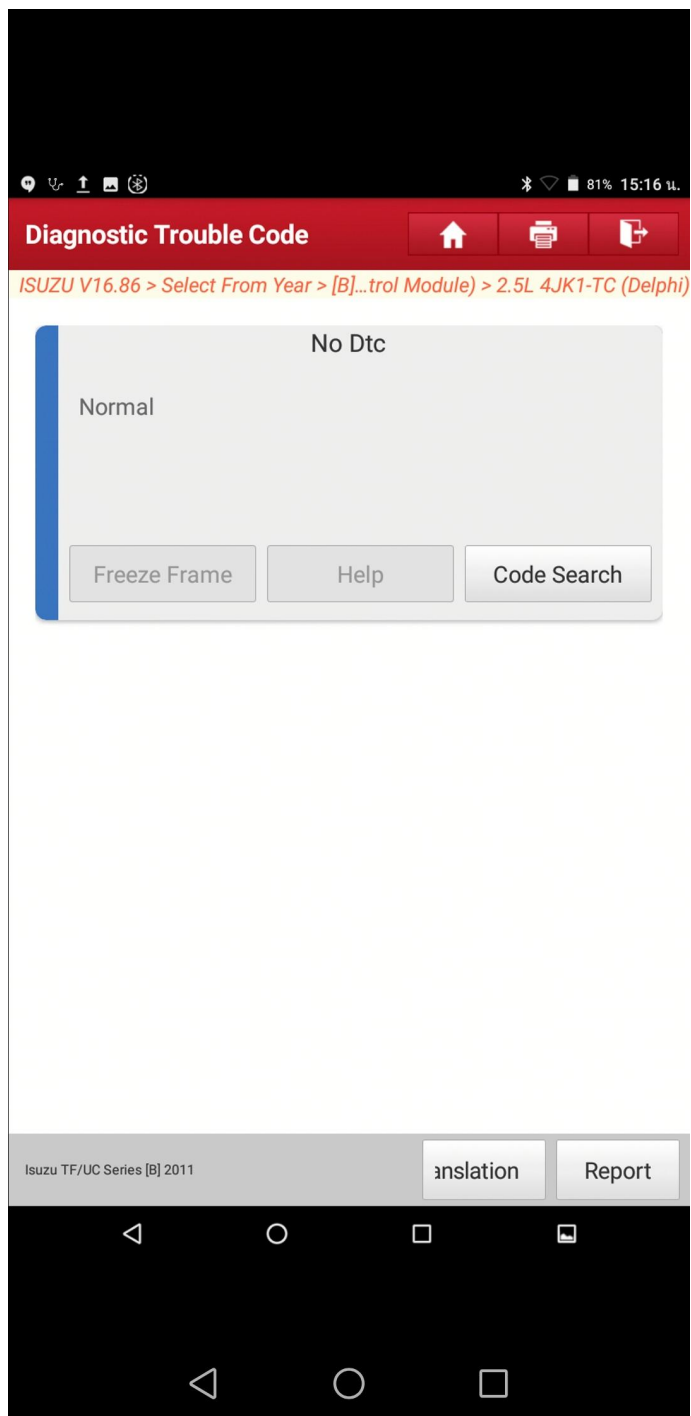 81% 15:16 น.
Diagnostic Trouble Code
ISUZU V16.86 > Select From Year > [B]...trol Module) > 2.5L 4JK1-TC (Delphi)
No Dtc
Normal
Freeze Frame Help Code Search
Isuzu TF/UC Series [B] 2011 anslation Report